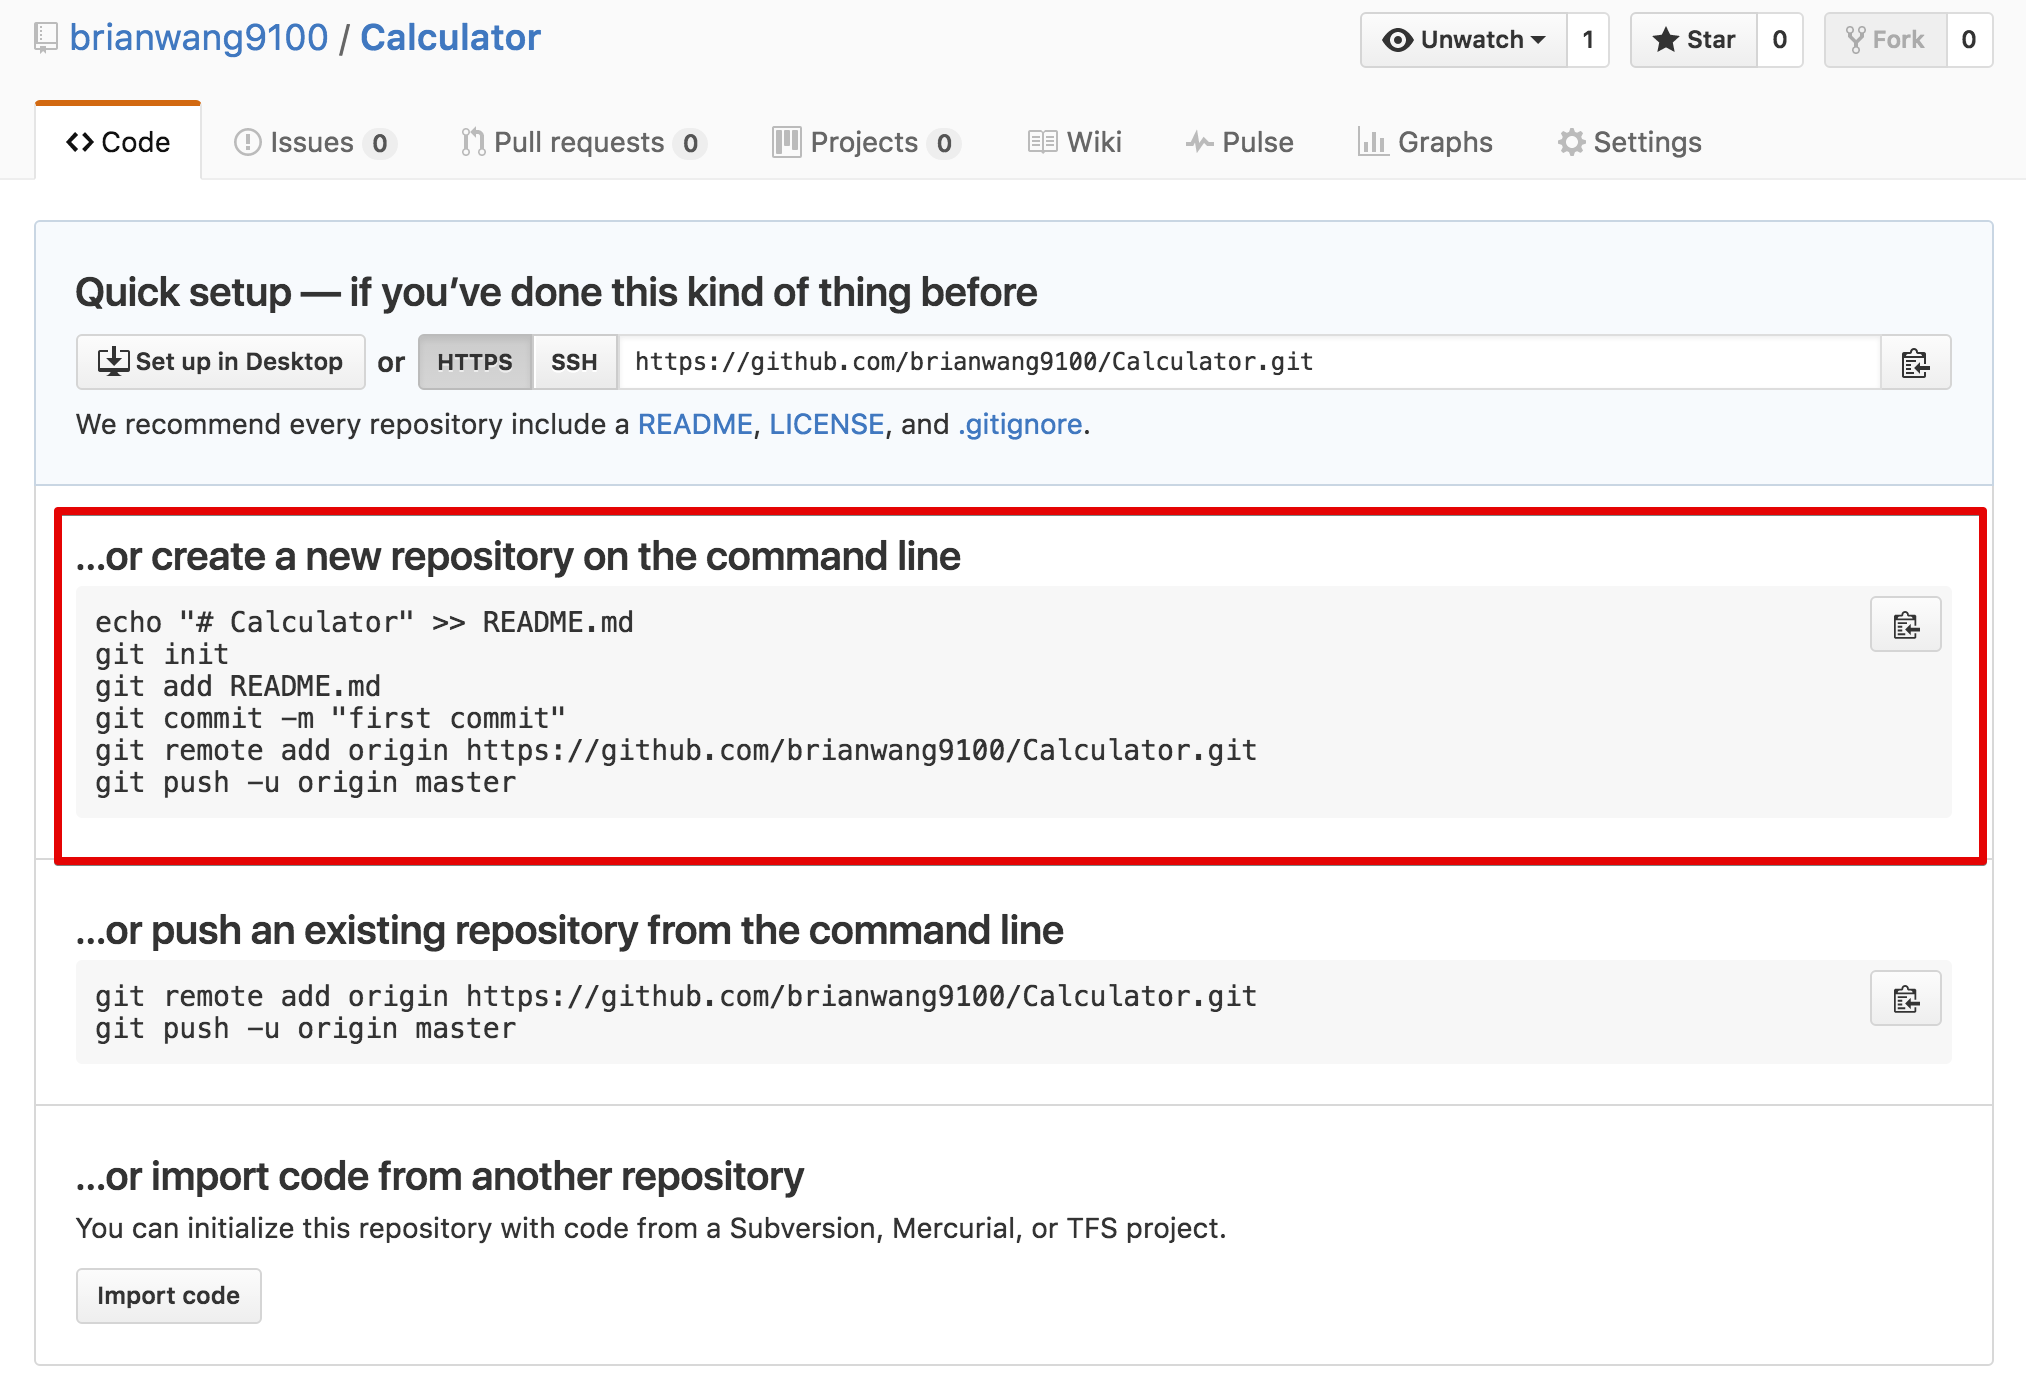 brianwang9100 / Calculator
Unwatch 1 Star 0 Fork 0
Code Issues 0 Pull requests 0 Projects 0 Wiki Pulse Graphs Settings
Quick setup — if you’ve done this kind of thing before
Set up in Desktop or HTTPS SSH https://github.com/brianwang9100/Calculator.git
We recommend every repository include a README, LICENSE, and .gitignore.
…or create a new repository on the command line
echo "# Calculator" >> README.md
git init
git add README.md
git commit -m "first commit"
git remote add origin https://github.com/brianwang9100/Calculator.git
git push -u origin master
…or push an existing repository from the command line
git remote add origin https://github.com/brianwang9100/Calculator.git
git push -u origin master
…or import code from another repository
You can initialize this repository with code from a Subversion, Mercurial, or TFS project.
Import code